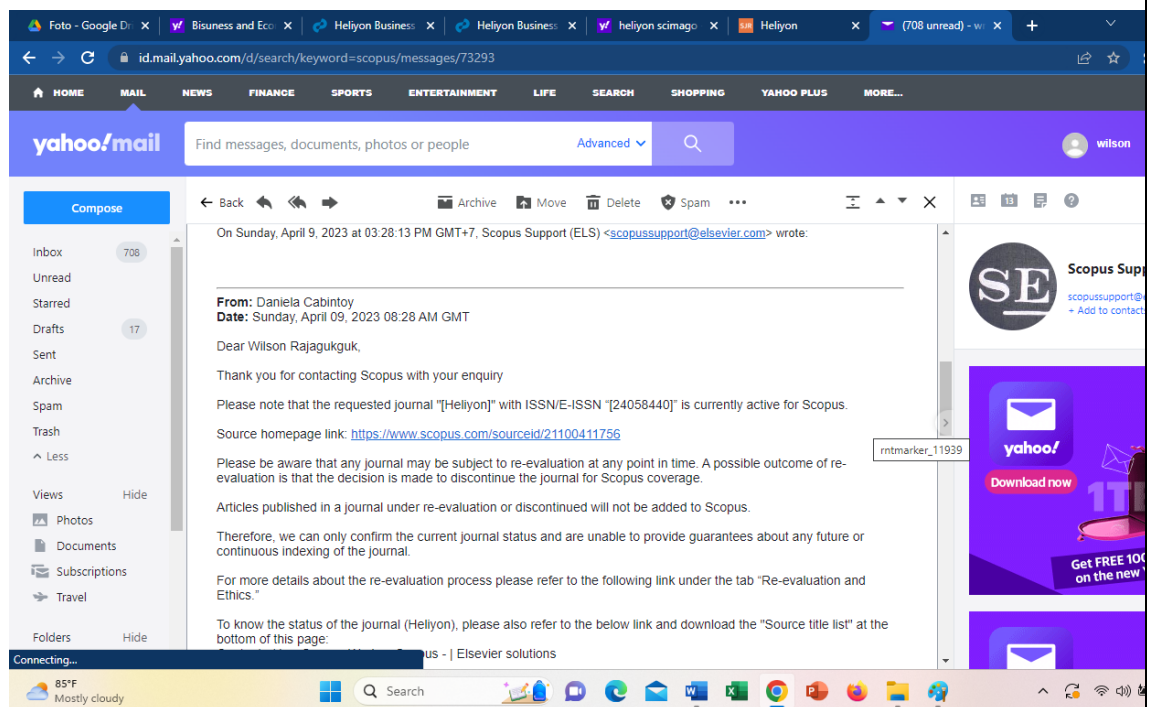 Foto - Google Dri
Bisuness and Eco
Heliyon Business
Heliyon Business
heliyon scimago
SJR Heliyon
(708 unread) - wi
id.mail.yahoo.com/d/search/keyword=scopus/messages/73293
HOME MAIL NEWS FINANCE SPORTS ENTERTAINMENT LIFE SEARCH SHOPPING YAHOO PLUS MORE...
yahoo!mail
Find messages, documents, photos or people
Advanced
wilson
Compose
Back
Archive
Move
Delete
Spam
13
Inbox 708
Unread
Starred
Drafts 17
Sent
Archive
Spam
Trash
Less
Views Hide
Photos
Documents
Subscriptions
Travel
Folders Hide
On Sunday, April 9, 2023 at 03:28:13 PM GMT+7, Scopus Support (ELS) <scopussupport@elsevier.com> wrote:
From: Daniela Cabintoy
Date: Sunday, April 09, 2023 08:28 AM GMT
Dear Wilson Rajagukguk,
Thank you for contacting Scopus with your enquiry
Please note that the requested journal "[Heliyon]" with ISSN/E-ISSN “[24058440]” is currently active for Scopus.
Source homepage link: https://www.scopus.com/sourceid/21100411756
Please be aware that any journal may be subject to re-evaluation at any point in time. A possible outcome of re-
evaluation is that the decision is made to discontinue the journal for Scopus coverage.
Articles published in a journal under re-evaluation or discontinued will not be added to Scopus.
Therefore, we can only confirm the current journal status and are unable to provide guarantees about any future or
continuous indexing of the journal.
For more details about the re-evaluation process please refer to the following link under the tab “Re-evaluation and
Ethics.”
To know the status of the journal (Heliyon), please also refer to the below link and download the "Source title list" at the
bottom of this page:
us - | Elsevier solutions
rntmarker_11939
SE
Scopus Supp
scopussupport@e
+ Add to contacts
yahoo!
Download now
1T
Get FREE 100
on the new
Connecting...
85°F
Mostly cloudy
Search